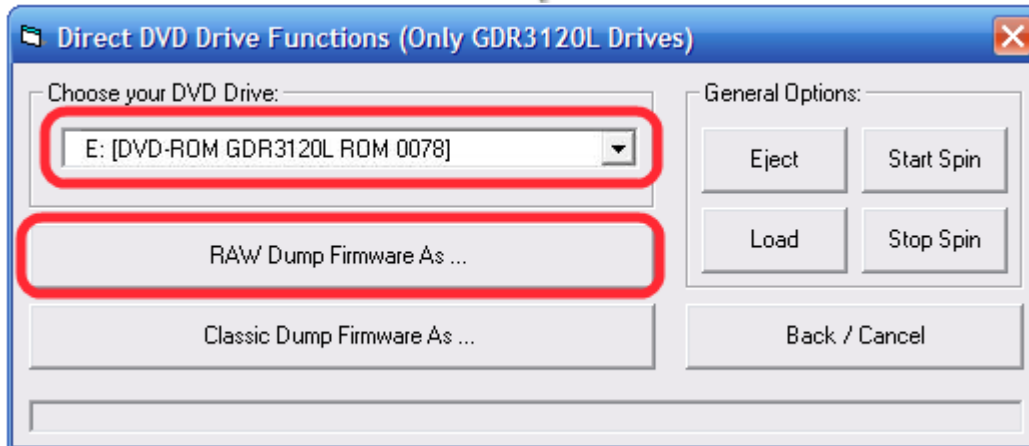 Direct DVD Drive Functions (Only GDR3120L Drives)
Choose your DVD Drive:
E: [DVD-ROM GDR3120L ROM 0078]
RAW Dump Firmware As ...
Classic Dump Firmware As ...
General Options:
Eject
Start Spin
Load
Stop Spin
Back / Cancel